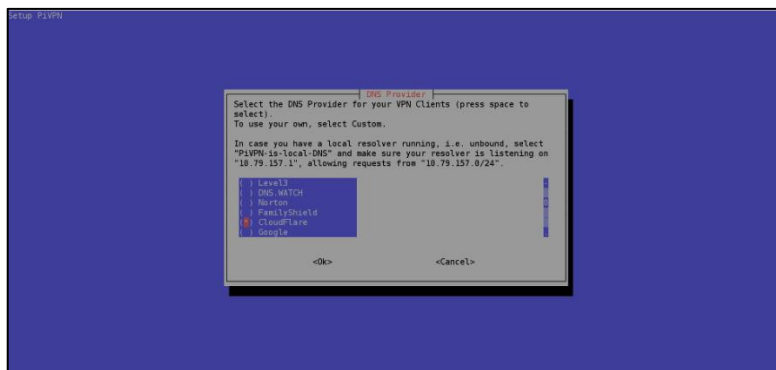 Setup PiVPN
DNS Provider
Select the DNS Provider for your VPN Clients (press space to
select).
To use your own, select Custom.
In case you have a local resolver running, i.e. unbound, select
"PiVPN-is-local-DNS" and make sure your resolver is listening on
"10.79.157.1", allowing requests from "10.79.157.0/24".
( ) Level3
( ) DNS.WATCH
( ) Norton
( ) FamilyShield
(*) CloudFlare
( ) Google
<Ok> <Cancel>